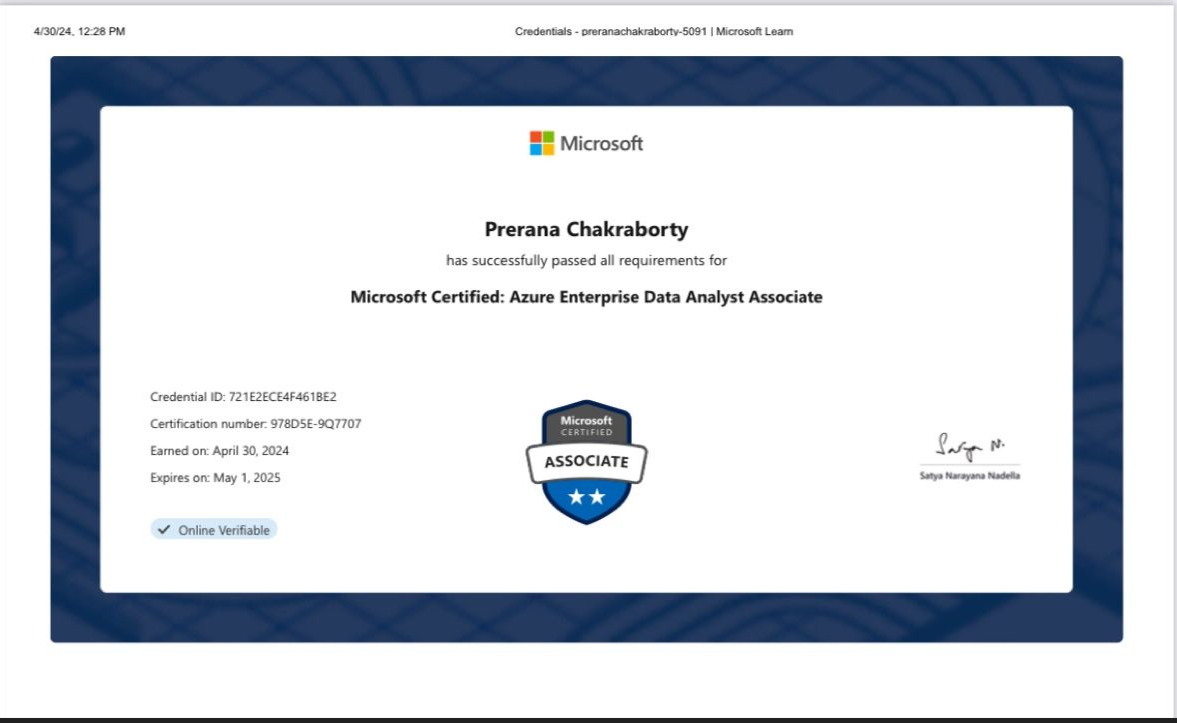 4/30/24, 12:28 PM
Credentials - preranachakraborty-5091 | Microsoft Learn
Microsoft
Prerana Chakraborty
has successfully passed all requirements for
Microsoft Certified: Azure Enterprise Data Analyst Associate
Credential ID: 721E2ECE4F461BE2
Certification number: 978D5E-9Q7707
Earned on: April 30, 2024
Expires on: May 1, 2025
Online Verifiable
Microsoft
CERTIFIED
ASSOCIATE
Satya N.
Satya Narayana Nadella